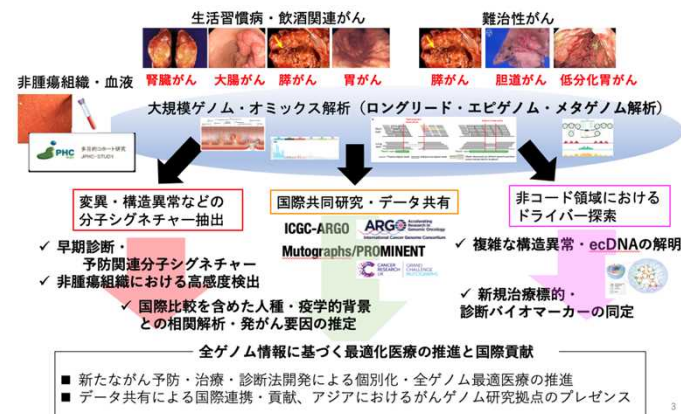 生活習慣病・飲酒関連がん
難治性がん
非腫瘍組織・血液
腎臓がん
大腸がん
膵がん
胃がん
膵がん
胆道がん
低分化胃がん
大規模ゲノム・オミックス解析（ロングリード・エピゲノム・メタゲノム解析）
PHC
多目的コホート研究
JPHC-STUDY
変異・構造異常などの
分子シグネチャー抽出
国際共同研究・データ共有
非コード領域における
ドライバー探索
✓ 早期診断・
予防関連分子シグネチャー
✓ 非腫瘍組織における高感度検出
ICGC-ARGO
ARGO
Accelerating
Research in
Genomic Oncology
International Cancer Genome Consortium
Mutographs/PROMINENT
CANCER
RESEARCH
UK
GRAND
CHALLENGE
✓ 複雑な構造異常・ecDNAの解明
✓ 国際比較を含めた人種・疫学的背景
との相関解析・発がん要因の推定
✓ 新規治療標的・
診断バイオマーカーの同定
全ゲノム情報に基づく最適化医療の推進と国際貢献
■ 新たながん予防・治療・診断法開発による個別化・全ゲノム最適医療の推進
■ データ共有による国際連携・貢献、アジアにおけるがんゲノム研究拠点のプレゼンス
3